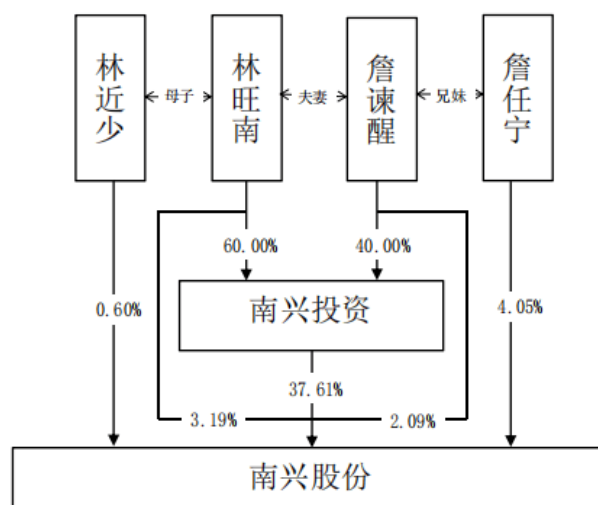 林近少
母子
林旺南
夫妻
詹谏醒
兄妹
詹任宁
60.00%
40.00%
0.60%
南兴投资
4.05%
37.61%
3.19%
2.09%
南兴股份